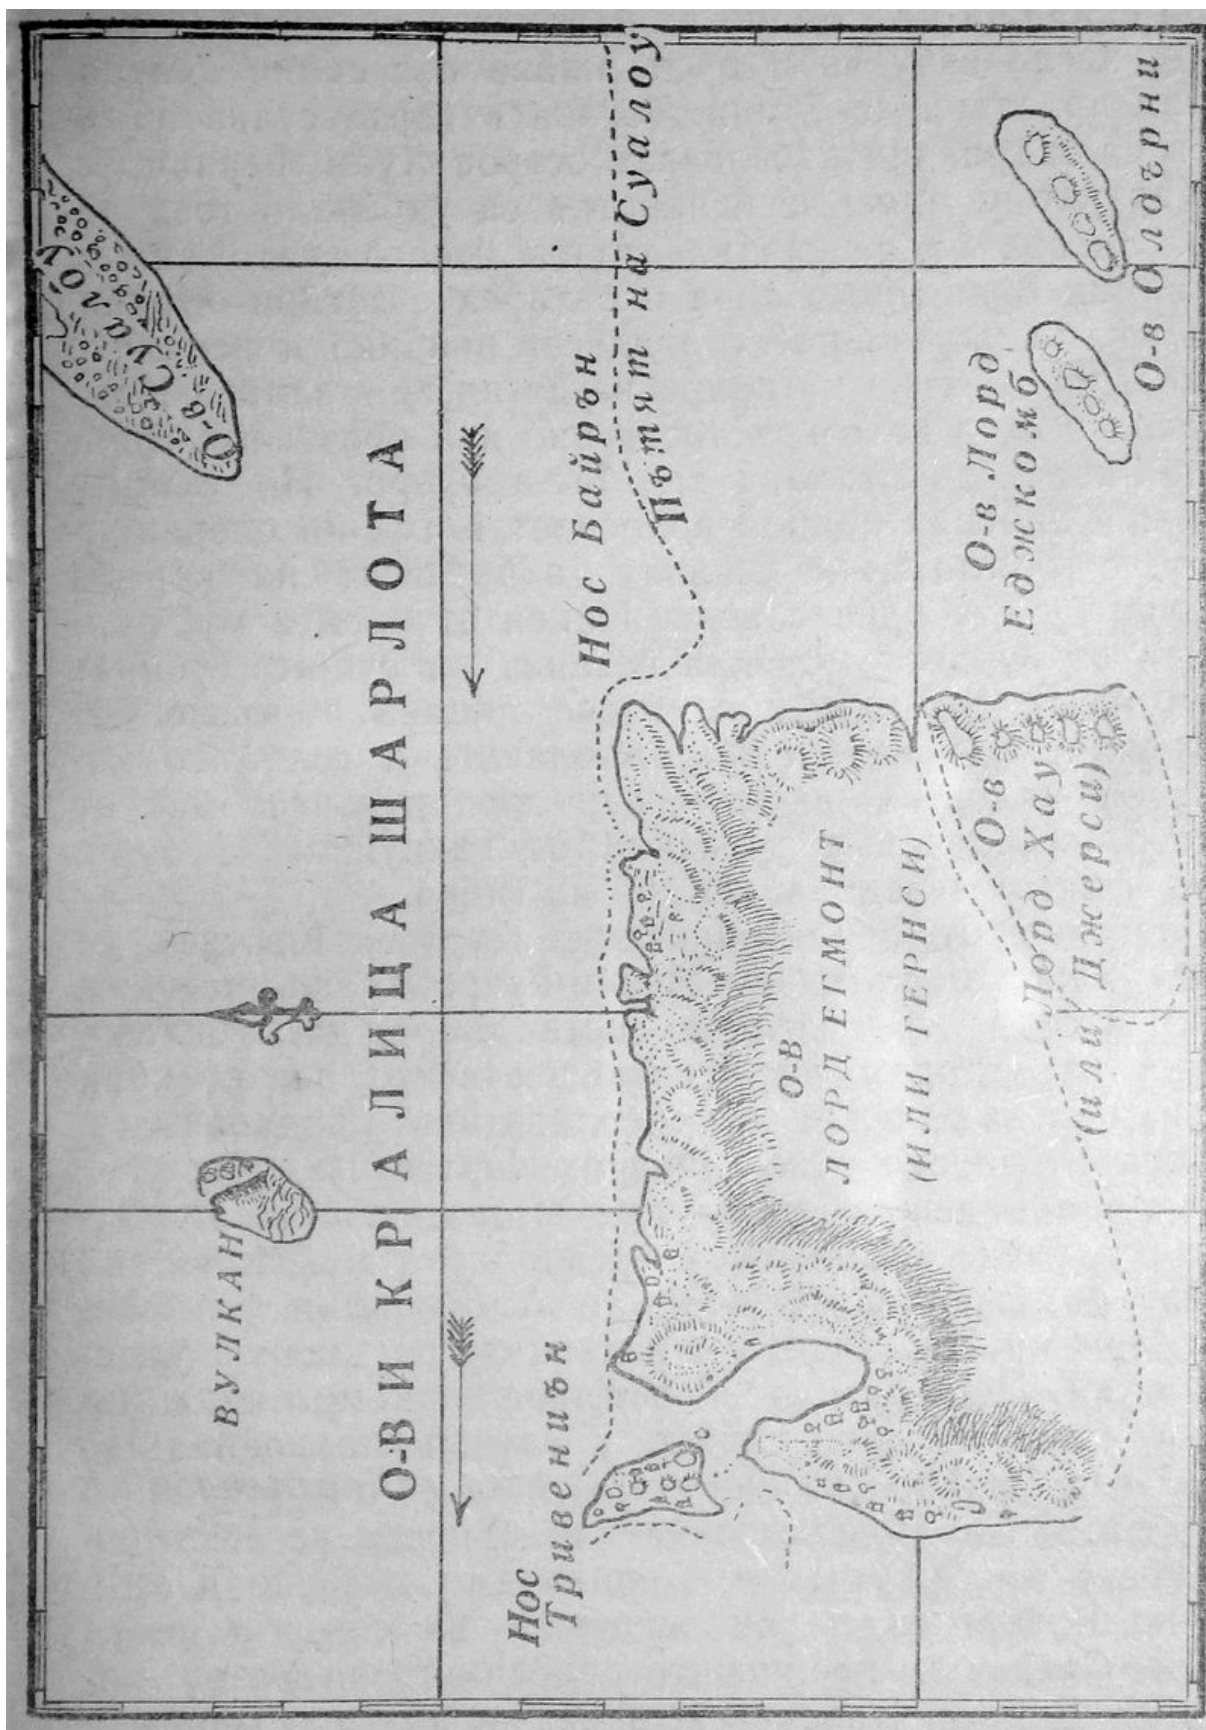 О-в Суалоу
ВУЛКАН
О-ВИ КРАЛИЦА ШАРЛОТА
Нос
Тривениън
Нос Байрън
Пътят на Суалоу
О-В
ЛОРД ЕГМОНТ
(ИЛИ ГЕРНСИ)
О-в
Лорд Хау
(или Джерси)
О-в Лорд
Еджкомб
О-в Олдърни